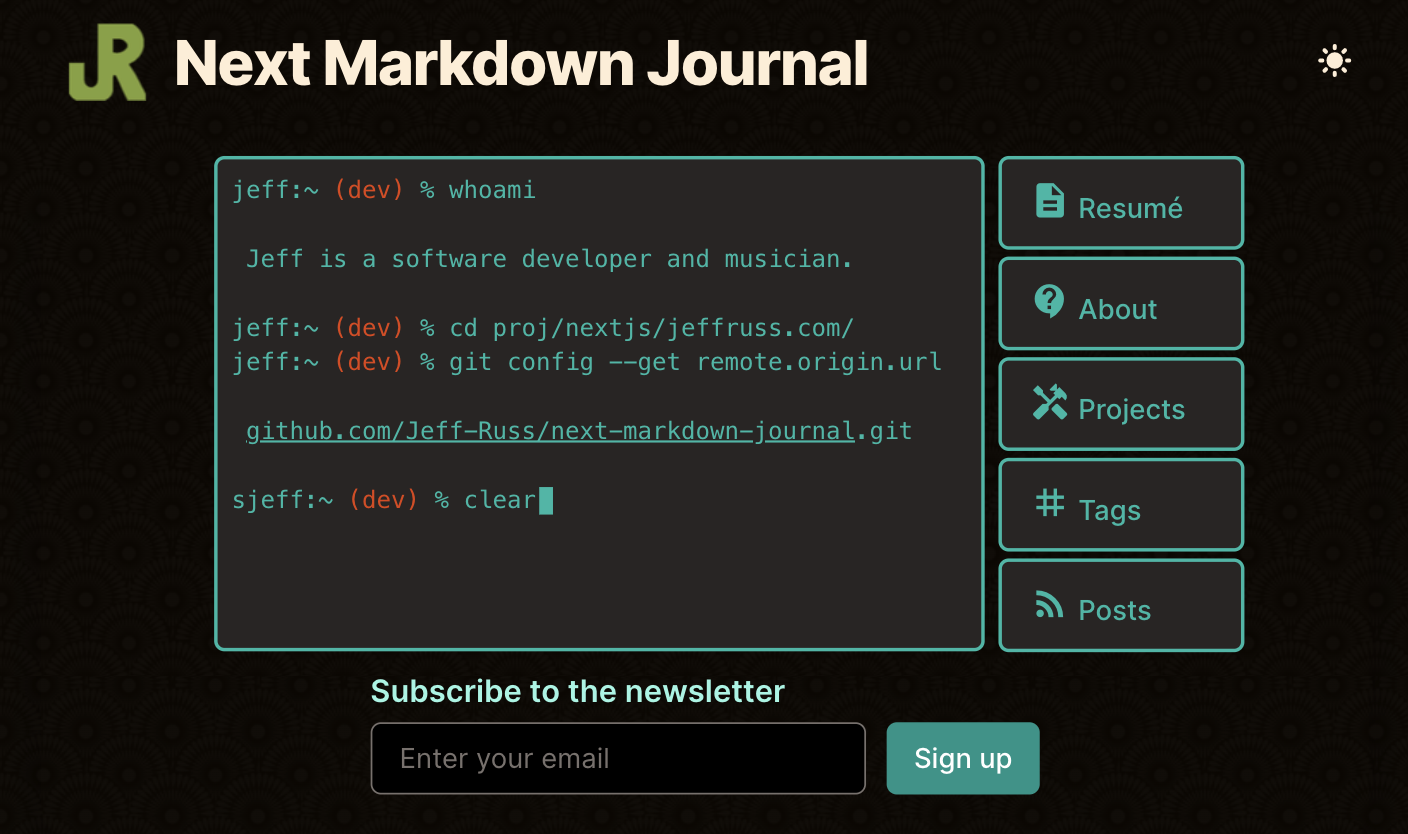 JR Next Markdown Journal
jeff:~ (dev) % whoami
Jeff is a software developer and musician.
jeff:~ (dev) % cd proj/nextjs/jeffruss.com/
jeff:~ (dev) % git config --get remote.origin.url
github.com/Jeff-Russ/next-markdown-journal.git
sjeff:~ (dev) % clear
Resumé
About
Projects
Tags
Posts
Subscribe to the newsletter
Enter your email
Sign up